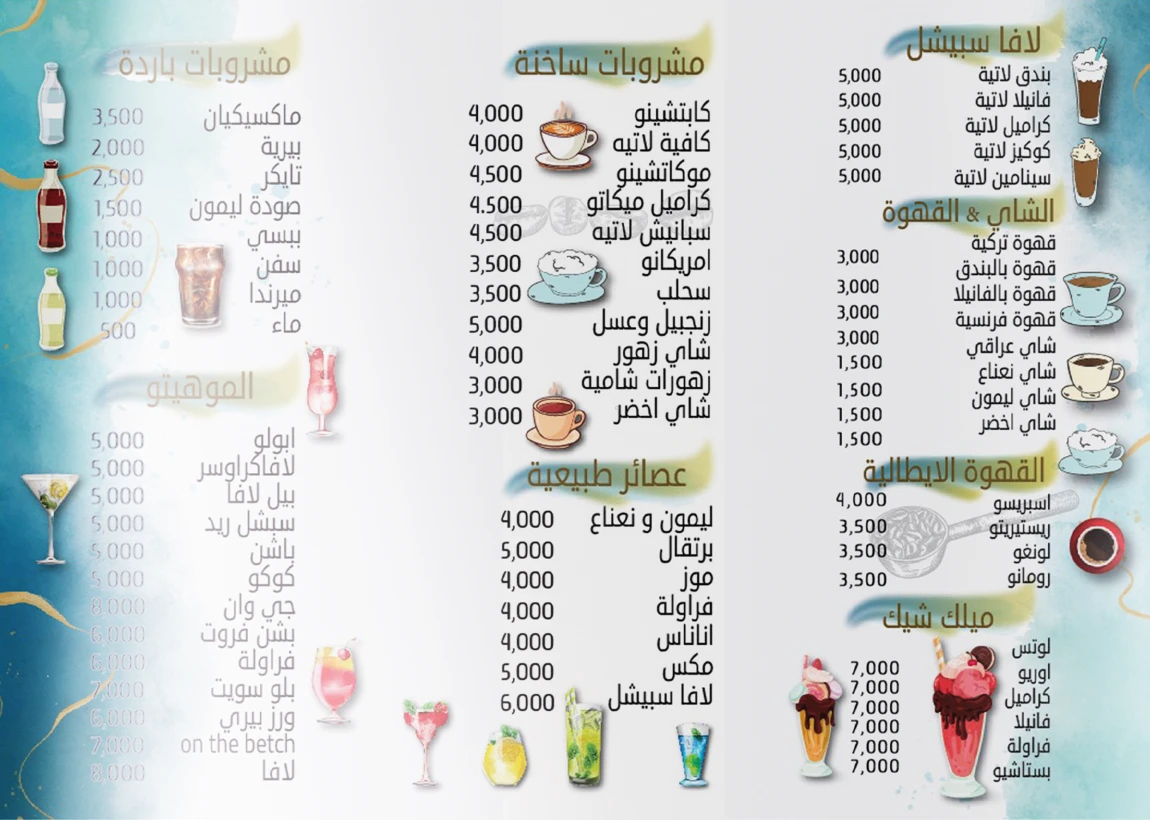 لافا سبيشل
بندق لاتية 5,000
فانيلا لاتية 5,000
كراميل لاتية 5,000
كوكيز لاتية 5,000
سينامين لاتية 5,000
الشاي & القهوة
قهوة تركية 3,000
قهوة بالبندق 3,000
قهوة بالفانيلا 3,000
قهوة فرنسية 3,000
شاي عراقي 1,500
شاي نعناع 1,500
شاي ليمون 1,500
شاي اخضر 1,500
القهوة الايطالية
اسبريسو 4,000
ريستيريتو 3,500
لونغو 3,500
رومانو 3,500
ميلك شيك
لوتس 7,000
اوريو 7,000
كراميل 7,000
فانيلا 7,000
فراولة 7,000
بستاشيو 7,000
مشروبات ساخنة
كابتشينو 4,000
كافية لاتيه 4,000
موكاتشينو 4,500
كراميل ميكاتو 4.500
سبانيش لاتيه 4,500
امريكانو 3,500
سحلب 3,500
زنجبيل وعسل 5,000
شاي زهور 4,000
زهورات شامية 3,000
شاي اخضر 3,000
عصائر طبيعية
ليمون و نعناع 4,000
برتقال 5,000
موز 4,000
فراولة 4,000
اناناس 4,000
مكس 5,000
لافا سبيشل 6,000
مشروبات باردة
ماكسيكيان 3,500
بيرية 2,000
تايكر 2,500
صودة ليمون 1,500
ببسي 1,000
سفن 1,000
ميرندا 1,000
ماء 500
الموهيتو
ابولو 5,000
لافاكراوسر 5,000
بيل لافا 5,000
سبشل ريد 5,000
باشن 5,000
كوكو 5,000
جي وان 8,000
بشن فروت 6,000
فراولة 6,000
بلو سويت 7,000
ورز بيري 6,000
on the betch 7,000
لافا 8,000